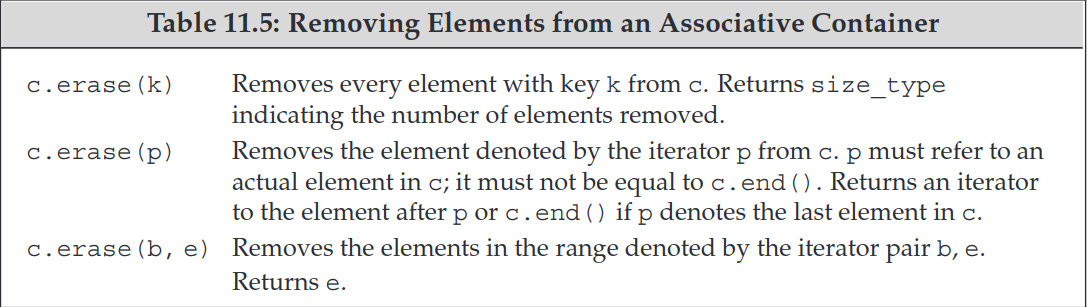 Table 11.5: Removing Elements from an Associative Container
c.erase(k) Removes every element with key k from c. Returns size_type
indicating the number of elements removed.
c.erase(p) Removes the element denoted by the iterator p from c. p must refer to an
actual element in c; it must not be equal to c.end(). Returns an iterator
to the element after p or c.end() if p denotes the last element in c.
c.erase(b, e) Removes the elements in the range denoted by the iterator pair b, e.
Returns e.